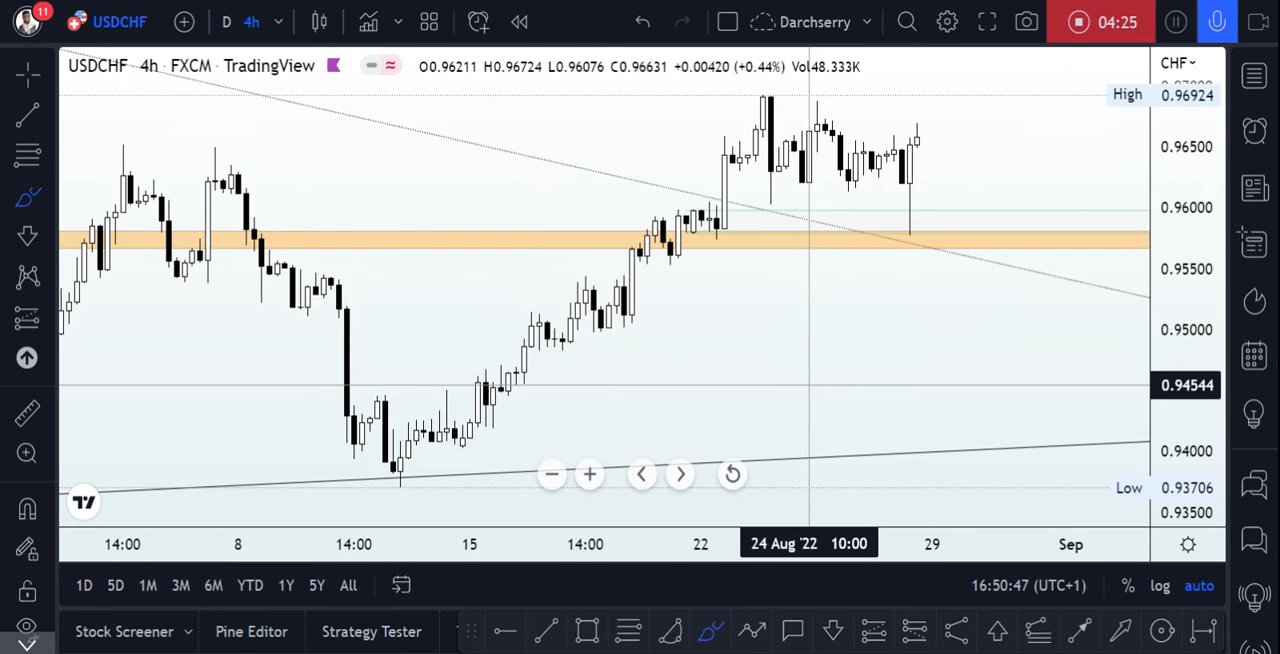 11
USDCHF
D 4h
Darchserry
04:25
USDCHF 4h · FXCM · TradingView
O0.96211 H0.96724 L0.96076 C0.96631 +0.00420 (+0.44%) Vol48.333K
CHF
High 0.96924
0.96500
0.96000
0.95500
0.95000
0.94544
0.94000
Low 0.93706
0.93500
14:00 8 14:00 15 14:00 22 24 Aug '22 10:00 29 Sep
1D 5D 1M 3M 6M YTD 1Y 5Y All
16:50:47 (UTC+1) % log auto
Stock Screener Pine Editor Strategy Tester